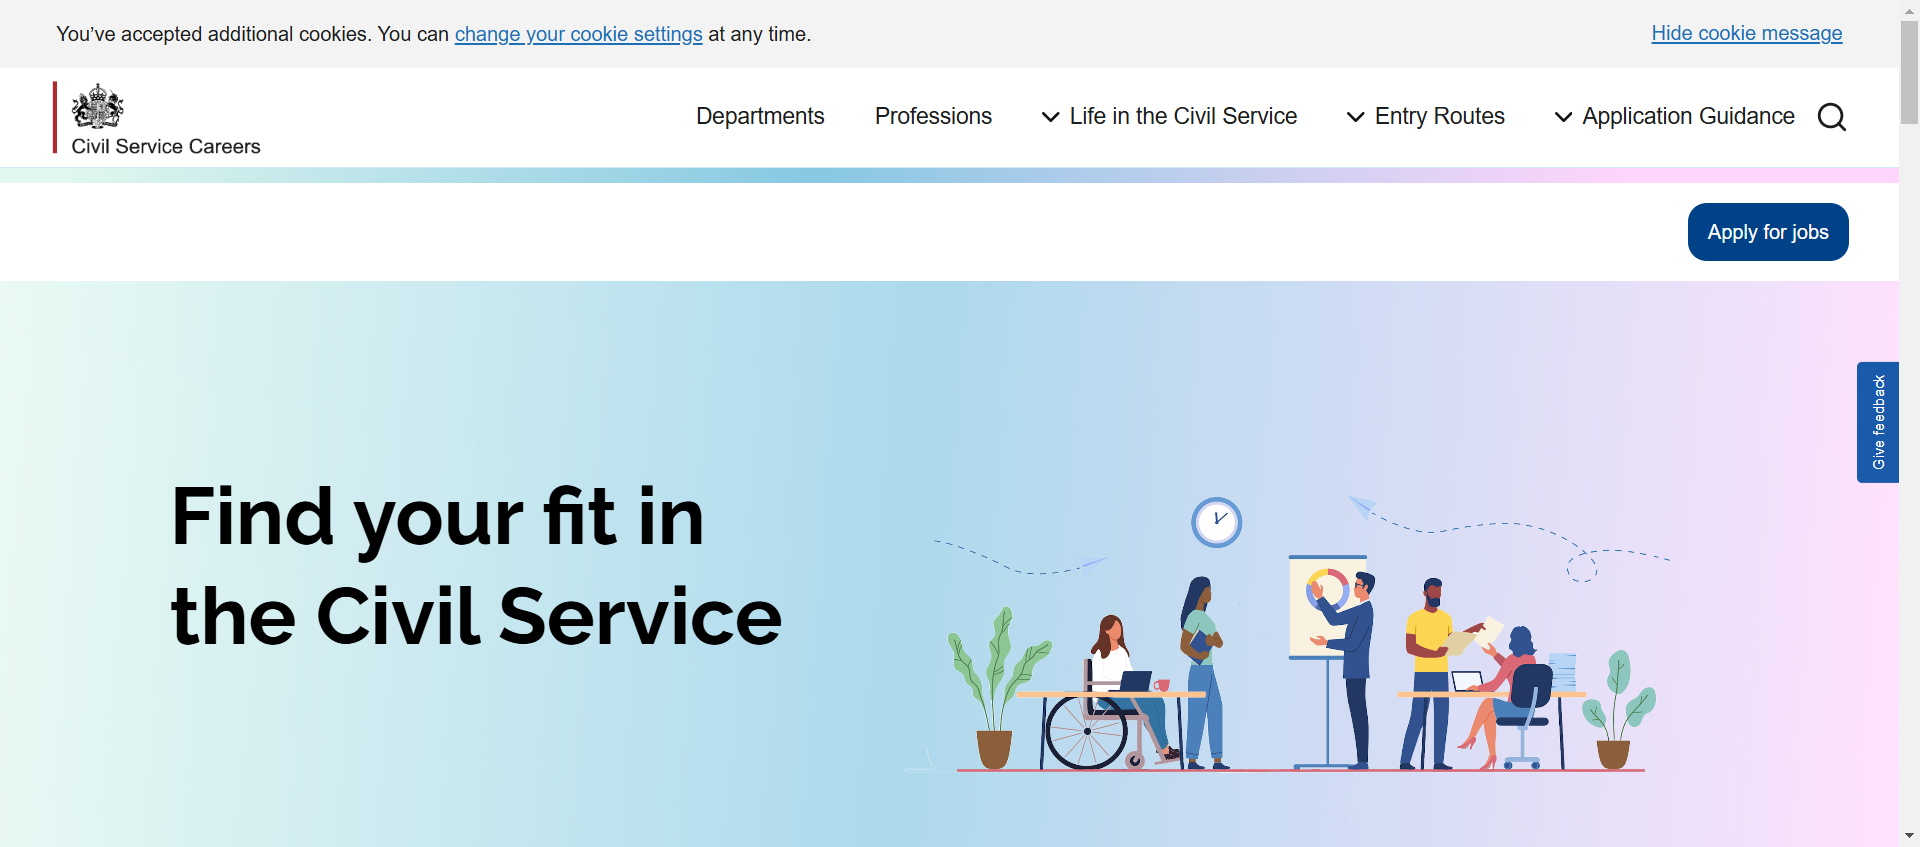 You’ve accepted additional cookies. You can change your cookie settings at any time.
Hide cookie message
Civil Service Careers
Departments
Professions
Life in the Civil Service
Entry Routes
Application Guidance
Apply for jobs
Give feedback
Find your fit in
the Civil Service